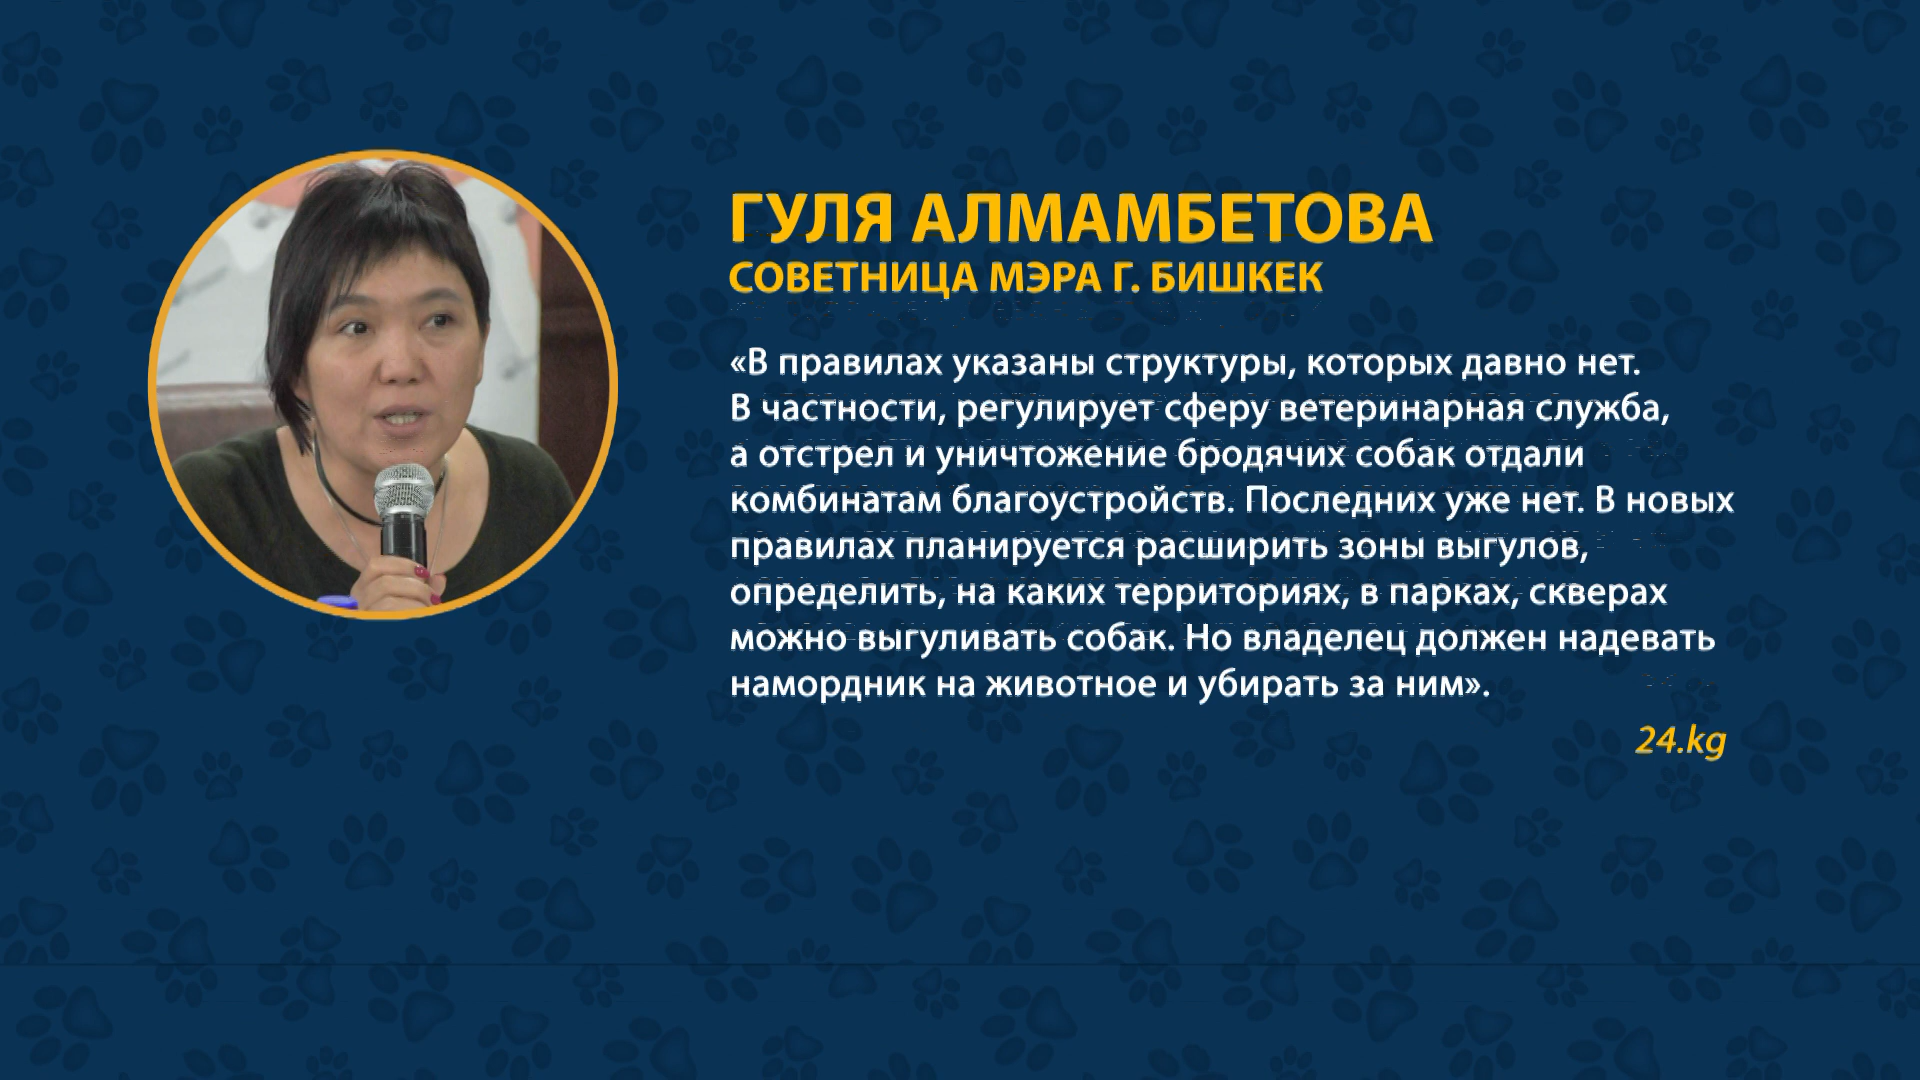 ГУЛЯ АЛМАМБЕТОВА
СОВЕТНИЦА МЭРА Г. БИШКЕК
«В правилах указаны структуры, которых давно нет.
В частности, регулирует сферу ветеринарная служба,
а отстрел и уничтожение бродячих собак отдали
комбинатам благоустройств. Последних уже нет. В новых
правилах планируется расширить зоны выгулов,
определить, на каких территориях, в парках, скверах
можно выгуливать собак. Но владелец должен надевать
намордник на животное и убирать за ним».
24.kg